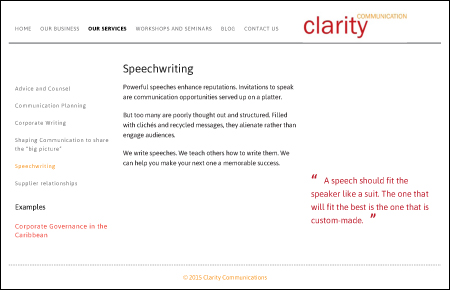 HOME OUR BUSINESS OUR SERVICES WORKSHOPS AND SEMINARS BLOG CONTACT US
clarity COMMUNICATION
Advice and Counsel
Communication Planning
Corporate Writing
Shaping Communication to share
the "big picture"
Speechwriting
Supplier relationships
Examples
Corporate Governance in the
Caribbean
Speechwriting
Powerful speeches enhance reputations. Invitations to speak
are communication opportunities served up on a platter.
But too many are poorly thought out and structured. Filled
with clichés and recycled messages, they alienate rather than
engage audiences.
We write speeches. We teach others how to write them. We
can help you make your next one a memorable success.
“ A speech should fit the
speaker like a suit. The one that
will fit the best is the one that is
custom-made. ”
© 2015 Clarity Communications